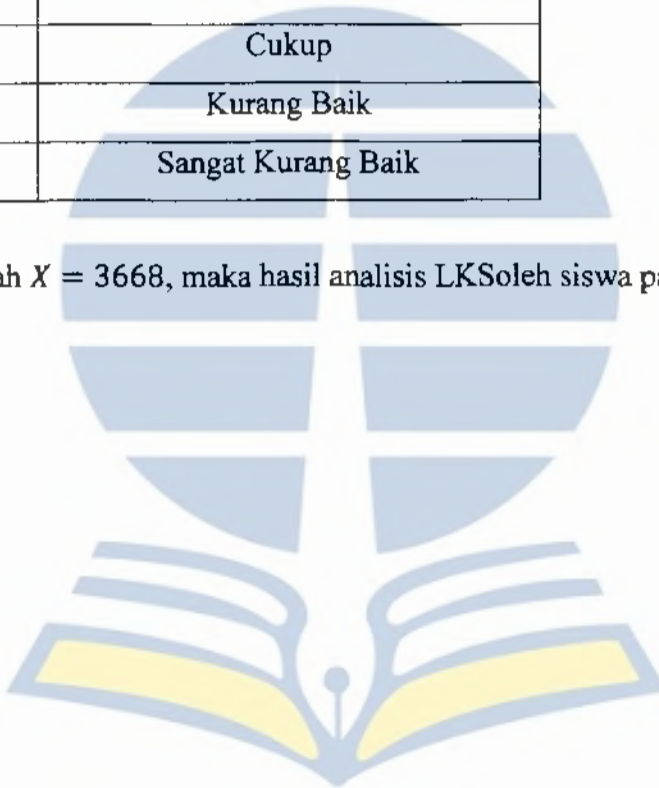 Cukup
Kurang Baik
Sangat Kurang Baik
ah X = 3668, maka hasil analisis LKSoleh siswa pa